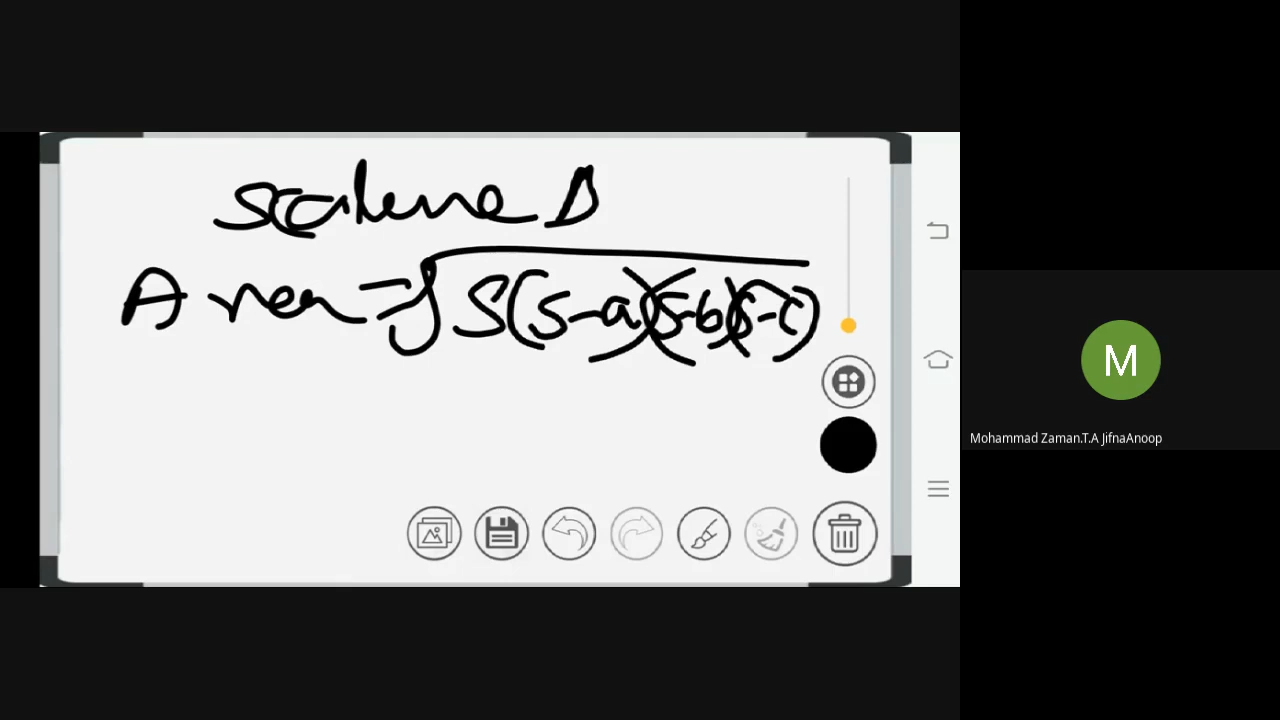 Scalene Δ
Area = √S(S-a)(S-b)(S-c)
M
Mohammad Zaman.T.A JifnaAnoop